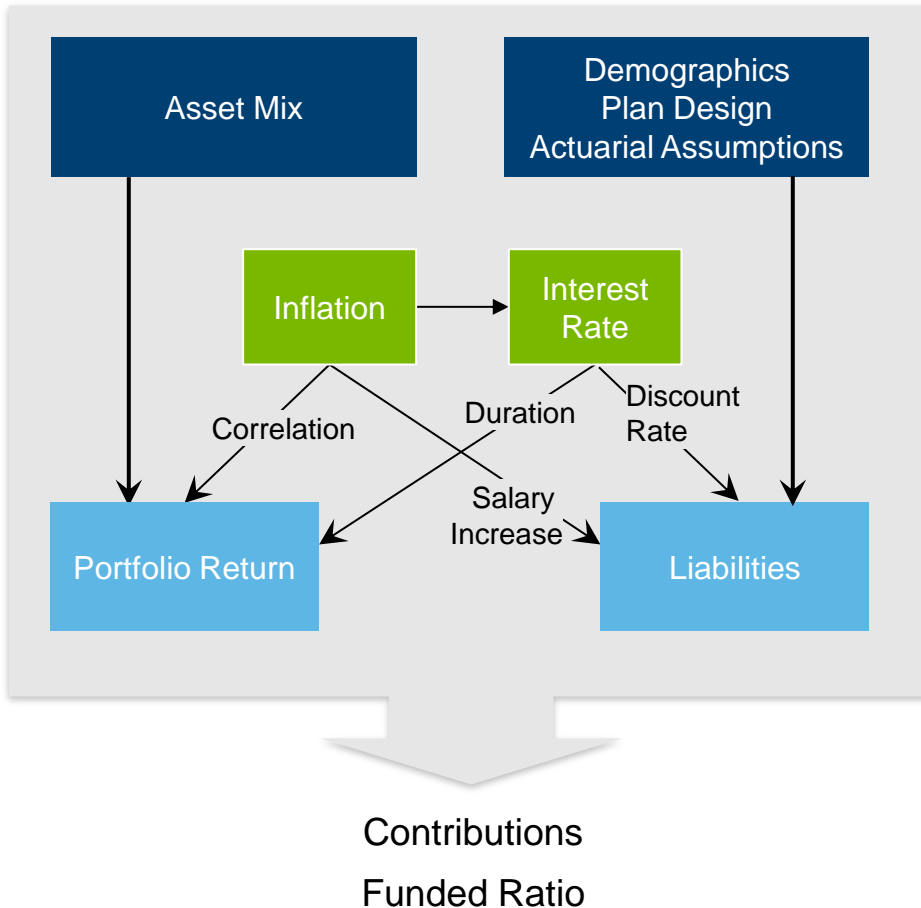 Asset Mix
Demographics
Plan Design
Actuarial Assumptions
Inflation
Interest
Rate
Correlation
Duration
Discount
Rate
Salary
Increase
Portfolio Return
Liabilities
Contributions
Funded Ratio